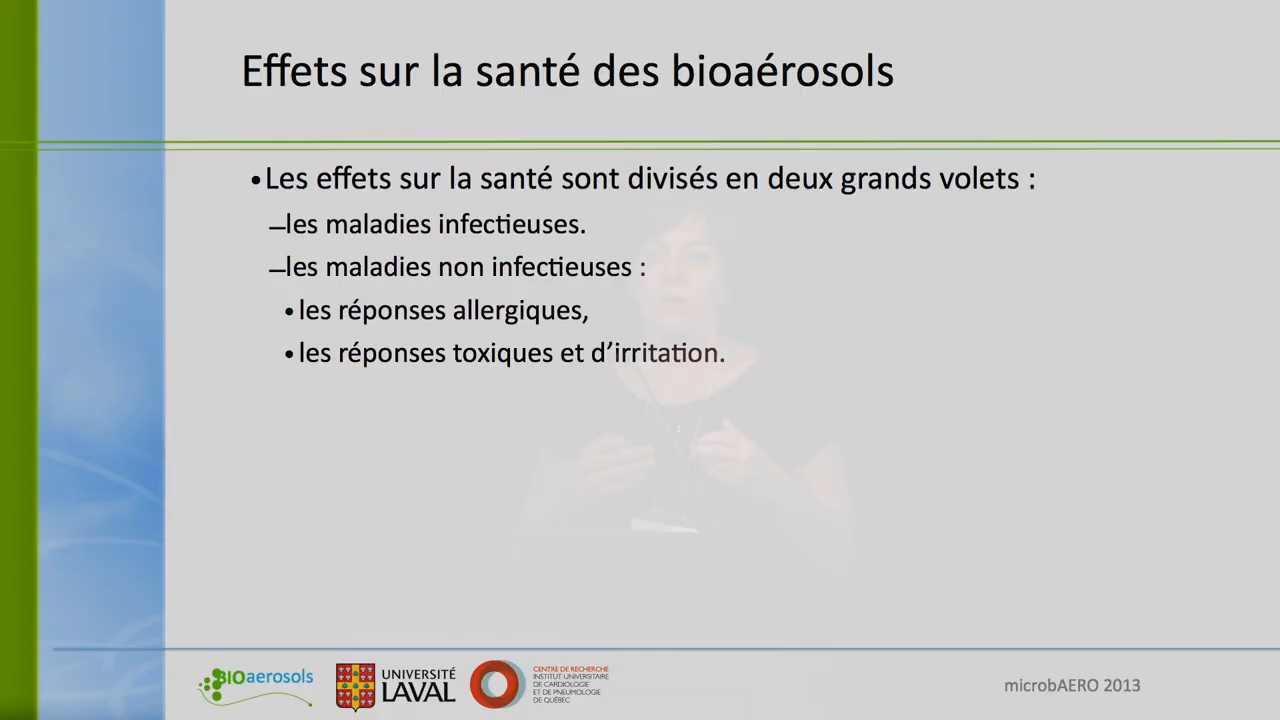 Effets sur la santé des bioaérosols
•Les effets sur la santé sont divisés en deux grands volets :
–les maladies infectieuses.
–les maladies non infectieuses :
•les réponses allergiques,
•les réponses toxiques et d’irritation.
BIOaerosols
UNIVERSITÉ
LAVAL
CENTRE DE RECHERCHE
INSTITUT UNIVERSITAIRE
DE CARDIOLOGIE
ET DE PNEUMOLOGIE
DE QUÉBEC
microbAERO 2013